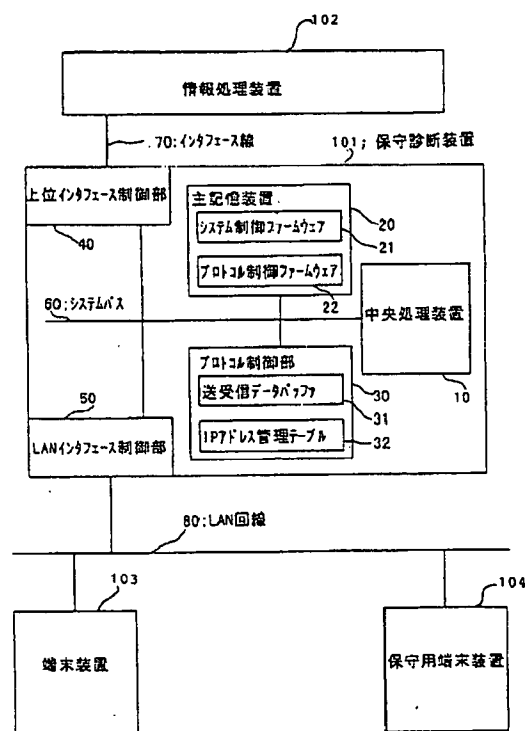 102
情報処理装置
70:インタフェース線
101; 保守診断装置
上位インタフェース制御部
40
主記憶装置
20
システム制御ファームウェア
21
プロトコル制御ファームウェア
22
60:システムバス
中央処理装置
10
50
プロトコル制御部
30
送受信データバッファ
31
IPアドレス管理テーブル
32
LANインタフェース制御部
80:LAN回線
103
104
端末装置
保守用端末装置